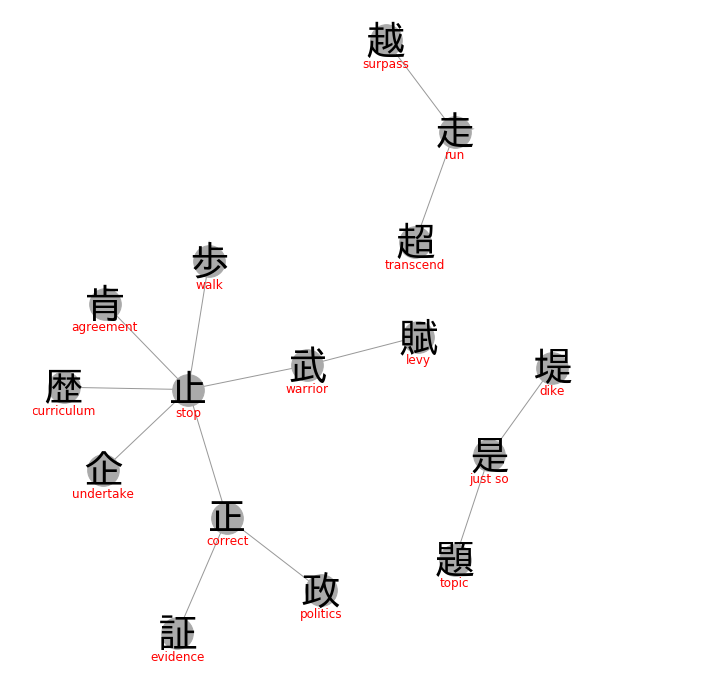 越
surpass
走
run
超
transcend
歩
walk
肯
agreement
武
warrior
賦
levy
歴
curriculum
止
stop
堤
dike
企
undertake
是
just so
正
correct
題
topic
政
politics
証
evidence